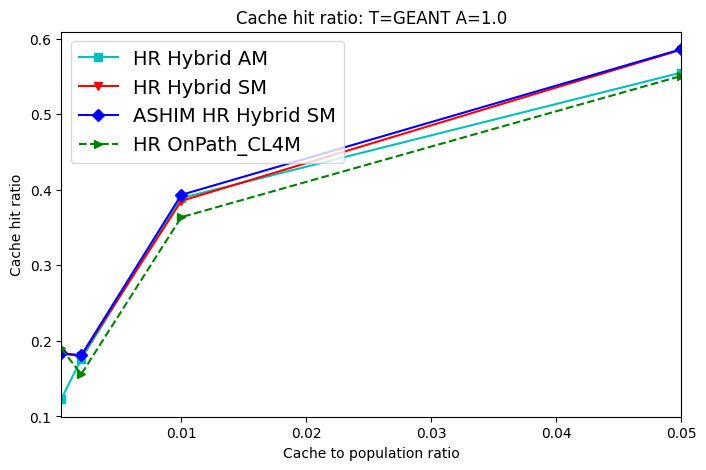 Cache hit ratio: T=GEANT A=1.0
0.6
0.5
0.4
0.3
0.2
0.1
Cache hit ratio
HR Hybrid AM
HR Hybrid SM
ASHIM HR Hybrid SM
HR OnPath_CL4M
0.01
0.02
0.03
0.04
0.05
Cache to population ratio